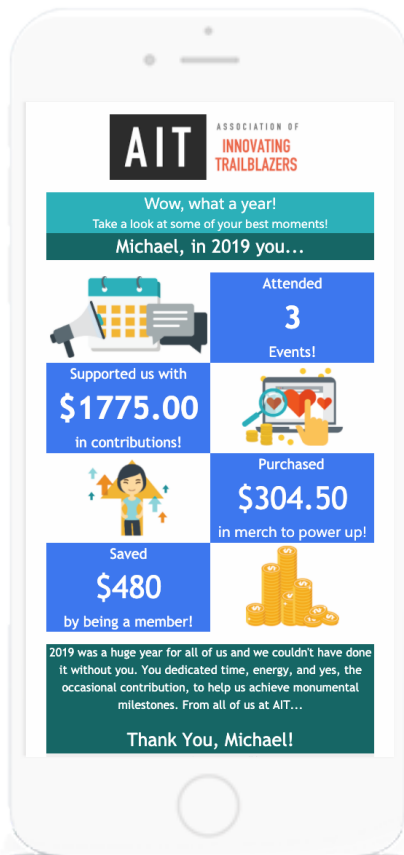 AIT
ASSOCIATION OF
INNOVATING
TRAILBLAZERS
Wow, what a year!
Take a look at some of your best moments!
Michael, in 2019 you...
Attended
3
Events!
Supported us with
$1775.00
in contributions!
Purchased
$304.50
in merch to power up!
Saved
$480
by being a member!
2019 was a huge year for all of us and we couldn't have done
it without you. You dedicated time, energy, and yes, the
occasional contribution, to help us achieve monumental
milestones. From all of us at AIT...
Thank You, Michael!